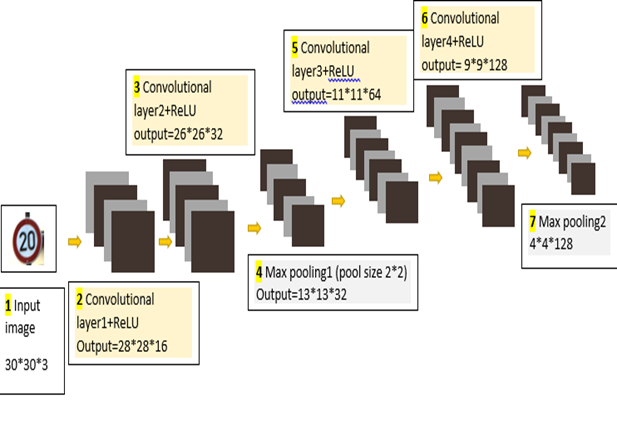 20
1 Input
image
30*30*3
2 Convolutional
layer1+ReLU
Output=28*28*16
3 Convolutional
layer2+ReLU
output=26*26*32
4 Max pooling1 (pool size 2*2)
Output=13*13*32
5 Convolutional
layer3+ReLU
output=11*11*64
6 Convolutional
layer4+ReLU
output= 9*9*128
7 Max pooling2
4*4*128